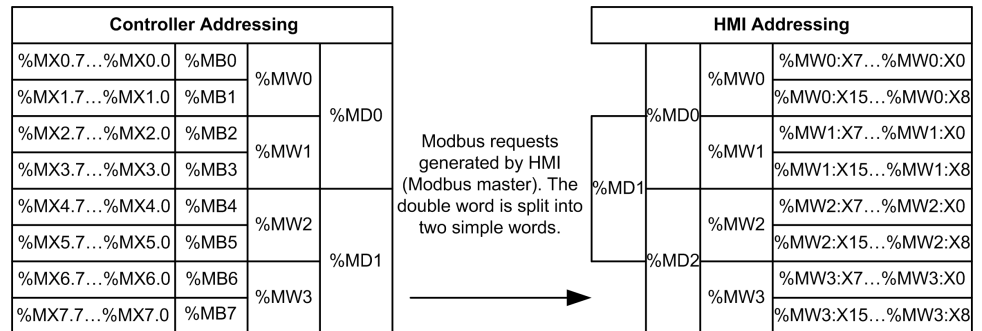 Controller Addressing
HMI Addressing
%MX0.7…%MX0.0 %MB0
%MX1.7…%MX1.0 %MB1
%MW0
%MX2.7…%MX2.0 %MB2
%MX3.7…%MX3.0 %MB3
%MW1
%MD0
%MX4.7…%MX4.0 %MB4
%MX5.7…%MX5.0 %MB5
%MW2
%MX6.7…%MX6.0 %MB6
%MX7.7…%MX7.0 %MB7
%MW3
%MD1
Modbus requests
generated by HMI
(Modbus master). The
double word is split into
two simple words.
%MD1
%MD0
%MW0
%MW0:X7…%MW0:X0
%MW0:X15…%MW0:X8
%MW1
%MW1:X7…%MW1:X0
%MW1:X15…%MW1:X8
%MD2
%MW2
%MW2:X7…%MW2:X0
%MW2:X15…%MW2:X8
%MW3
%MW3:X7…%MW3:X0
%MW3:X15…%MW3:X8